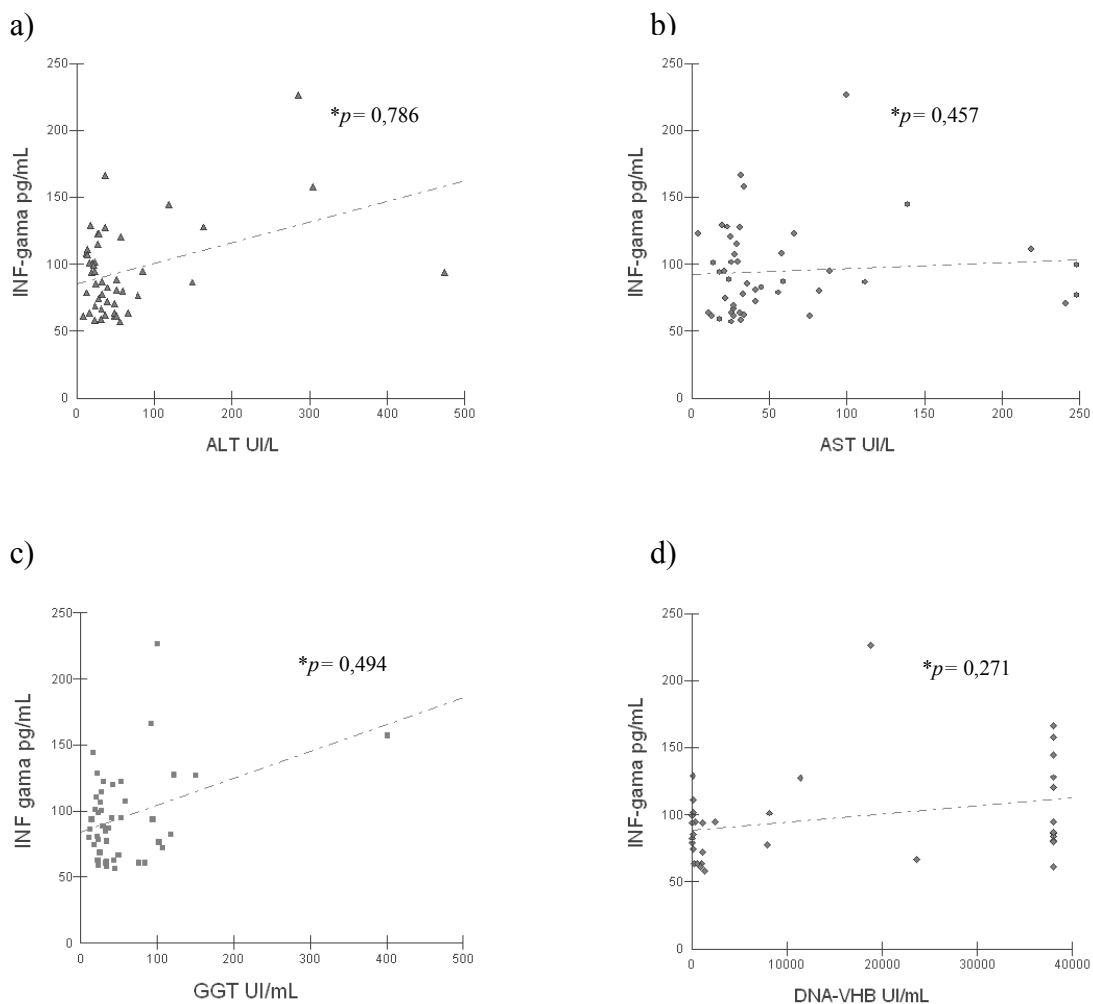 a)
250
200
150
100
50
0
INF-gama pg/mL
*p= 0,786
0 100 200 300 400 500
ALT UI/L
b)
250
200
150
100
50
0
INF-gama pg/mL
*p= 0,457
0 50 100 150 200 250
AST UI/L
c)
250
200
150
100
50
0
INF gama pg/mL
*p= 0,494
0 100 200 300 400 500
GGT UI/mL
d)
250
200
150
100
50
0
INF-gama pg/mL
*p= 0,271
0 10000 20000 30000 40000
DNA-VHB UI/mL